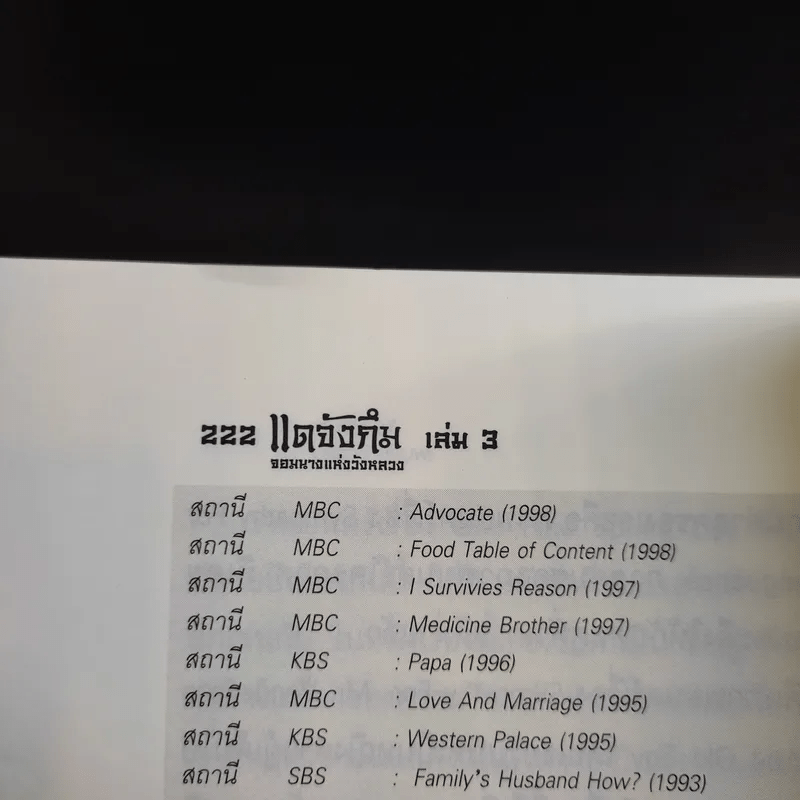 222 แดจังกึม เล่ม 3
จอมนางแห่งวังหลวง
สถานี MBC : Advocate (1998)
สถานี MBC : Food Table of Content (1998)
สถานี MBC : I Survivies Reason (1997)
สถานี MBC : Medicine Brother (1997)
สถานี KBS : Papa (1996)
สถานี MBC : Love And Marriage (1995)
สถานี KBS : Western Palace (1995)
สถานี SBS : Family's Husband How? (1993)